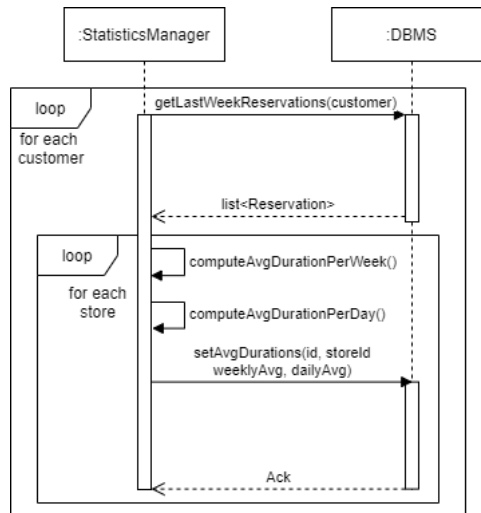 :StatisticsManager
:DBMS
loop
for each
customer
getLastWeekReservations(customer)
list<Reservation>
loop
for each
store
computeAvgDurationPerWeek()
computeAvgDurationPerDay()
setAvgDurations(id, storeId
weeklyAvg, dailyAvg)
Ack